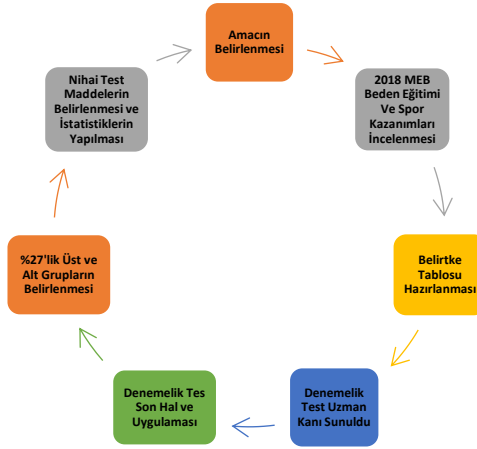 Amacın
Belirlenmesi
2018 MEB
Beden Eğitimi
Ve Spor
Kazanımları
İncelenmesi
Belirtke
Tablosu
Hazırlanması
Denemelik
Test Uzman
Kanı Sunuldu
Denemelik Tes
Son Hal ve
Uygulaması
%27'lik Üst ve
Alt Grupların
Belirlenmesi
Nihai Test
Maddelerin
Belirlenmesi ve
İstatistiklerin
Yapılması